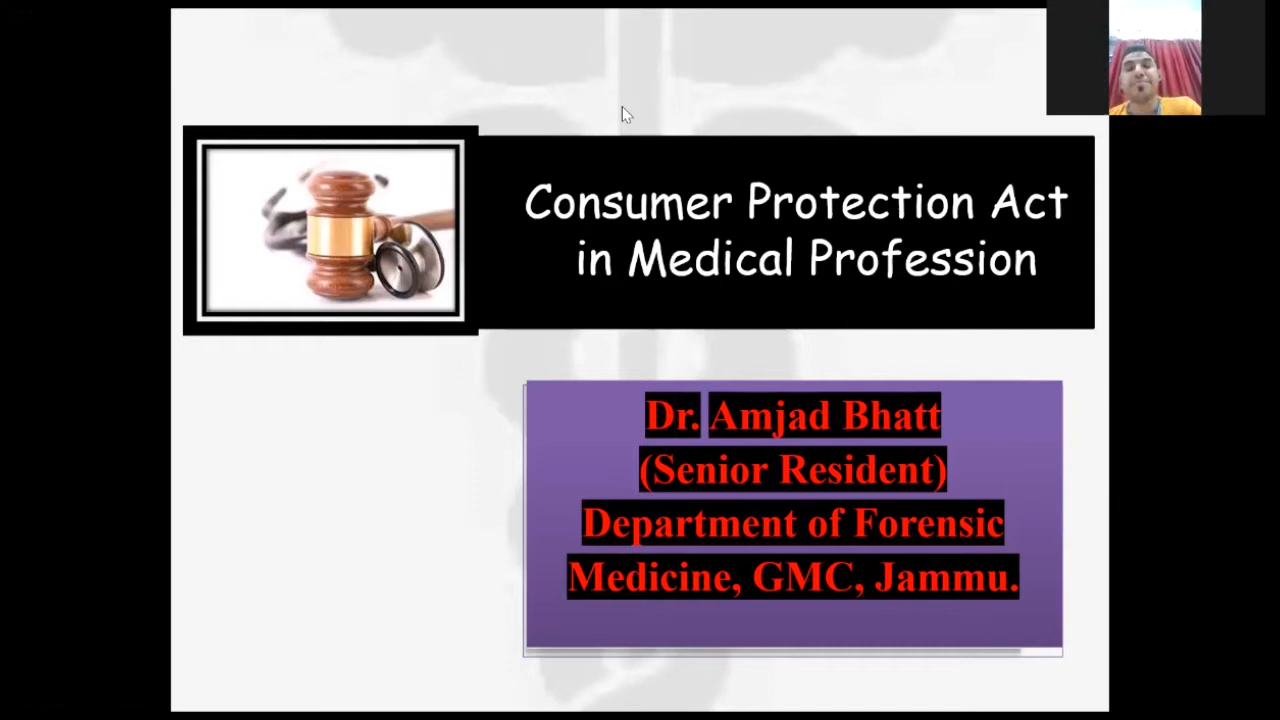 Consumer Protection Act
in Medical Profession
Dr. Amjad Bhatt
(Senior Resident)
Department of Forensic
Medicine, GMC, Jammu.